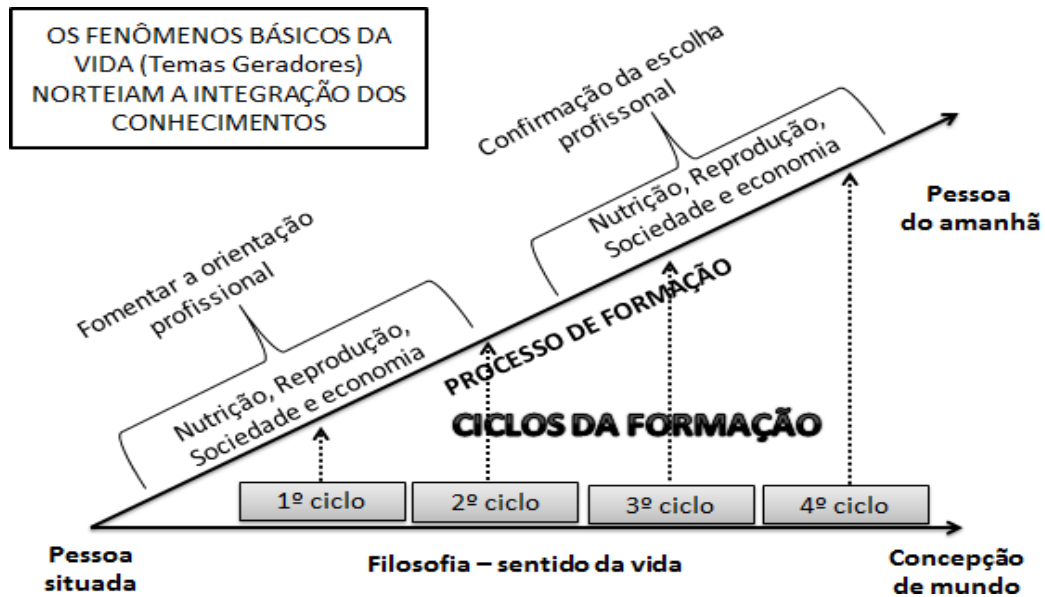 OS FENÔMENOS BÁSICOS DA
VIDA (Temas Geradores)
NORTEIAM A INTEGRAÇÃO DOS
CONHECIMENTOS
Confirmação da escolha
profissonal
Nutrição, Reprodução,
Sociedade e economia
Pessoa
do amanhã
Fomentar a orientação
profissional
Nutrição, Reprodução,
Sociedade e economia
PROCESSO DE FORMAÇÃO
CICLOS DA FORMAÇÃO
1º ciclo
2º ciclo
3º ciclo
4º ciclo
Pessoa
situada
Filosofia – sentido da vida
Concepção
de mundo